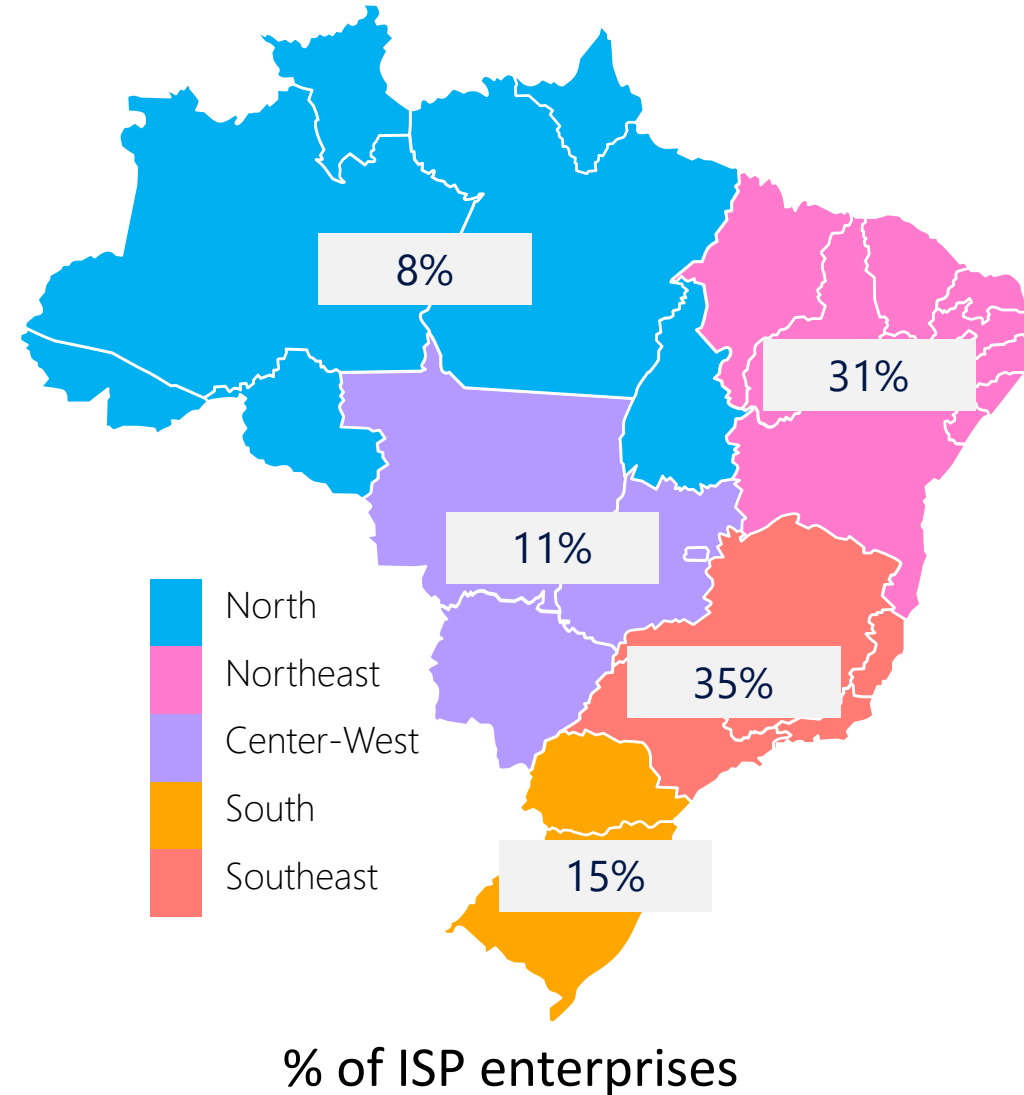 8%
31%
11%
35%
15%
North
Northeast
Center-West
South
Southeast
% of ISP enterprises